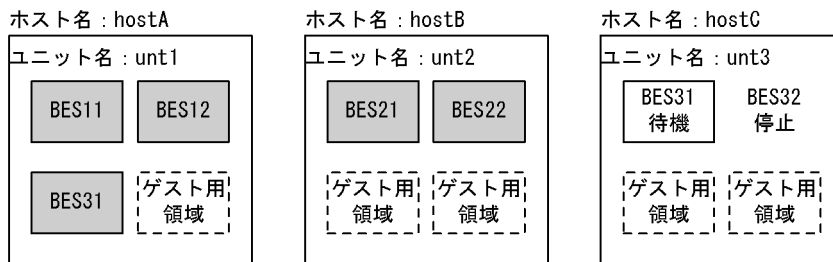 ホスト名：hostA
ホスト名：hostB
ホスト名：hostC
ユニット名：unt1
ユニット名：unt2
ユニット名：unt3
BES11
BES12
BES21
BES22
BES31
待機
BES32
停止
BES31
ゲスト用
領域
ゲスト用
領域
ゲスト用
領域
ゲスト用
領域
ゲスト用
領域